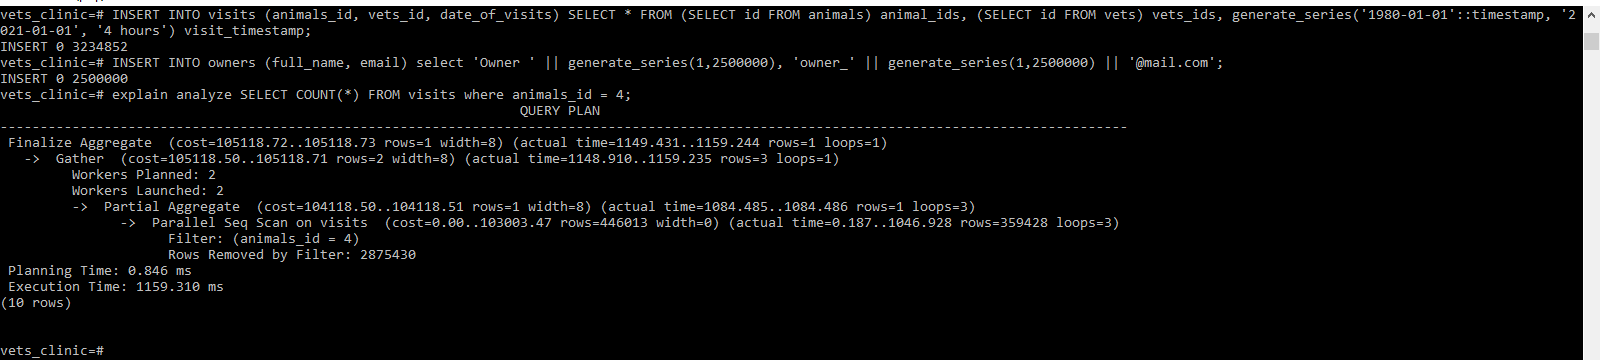 vets_clinic=# INSERT INTO visits (animals_id, vets_id, date_of_visits) SELECT * FROM (SELECT id FROM animals) animal_ids, (SELECT id FROM vets) vets_ids, generate_series('1980-01-01'::timestamp, '2
021-01-01', '4 hours') visit_timestamp;
INSERT 0 3234852
vets_clinic=# INSERT INTO owners (full_name, email) select 'Owner ' || generate_series(1,2500000), 'owner_' || generate_series(1,2500000) || '@mail.com';
INSERT 0 2500000
vets_clinic=# explain analyze SELECT COUNT(*) FROM visits where animals_id = 4;
QUERY PLAN
---------------------------------------------------------------------------------------------------------------------------------------------
Finalize Aggregate  (cost=105118.72..105118.73 rows=1 width=8) (actual time=1149.431..1159.244 rows=1 loops=1)
->  Gather  (cost=105118.50..105118.71 rows=2 width=8) (actual time=1148.910..1159.235 rows=3 loops=1)
Workers Planned: 2
Workers Launched: 2
->  Partial Aggregate  (cost=104118.50..104118.51 rows=1 width=8) (actual time=1084.485..1084.486 rows=1 loops=3)
->  Parallel Seq Scan on visits  (cost=0.00..103003.47 rows=446013 width=0) (actual time=0.187..1046.928 rows=359428 loops=3)
Filter: (animals_id = 4)
Rows Removed by Filter: 2875430
Planning Time: 0.846 ms
Execution Time: 1159.310 ms
(10 rows)
vets_clinic=#